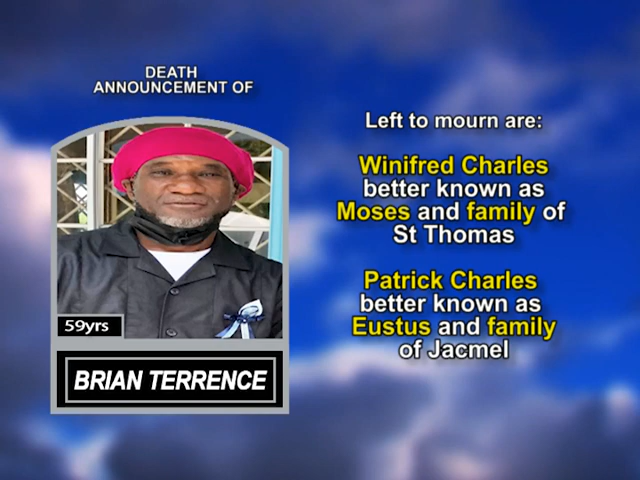 DEATH
ANNOUNCEMENT OF
59yrs
BRIAN TERRENCE
Left to mourn are:
Winifred Charles
better known as
Moses and family of
St Thomas
Patrick Charles
better known as
Eustus and family
of Jacmel